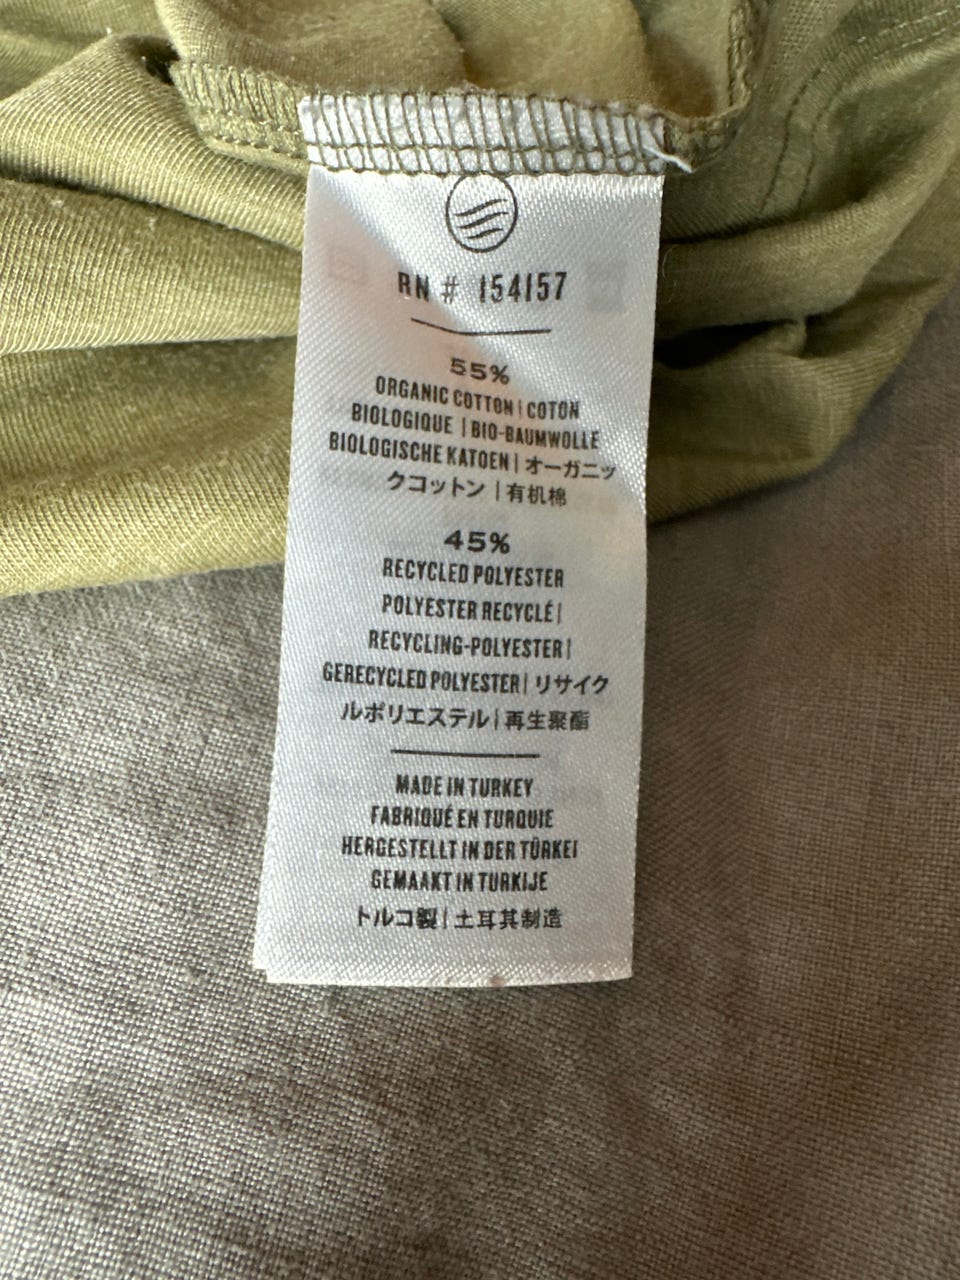 RN # 154157
55%
ORGANIC COTTON | COTON
BIOLOGIQUE | BIO-BAUMWOLLE
BIOLOGISCHE KATOEN | オーガニッ
クコットン | 有机棉
45%
RECYCLED POLYESTER
POLYESTER RECYCLÉ |
RECYCLING-POLYESTER |
GERECYCLED POLYESTER | リサイク
ルポリエステル | 再生聚酯
MADE IN TURKEY
FABRIQUÉ EN TURQUIE
HERGESTELLT IN DER TÜRKEI
GEMAAKT IN TURKIJE
トルコ製 | 土耳其制造